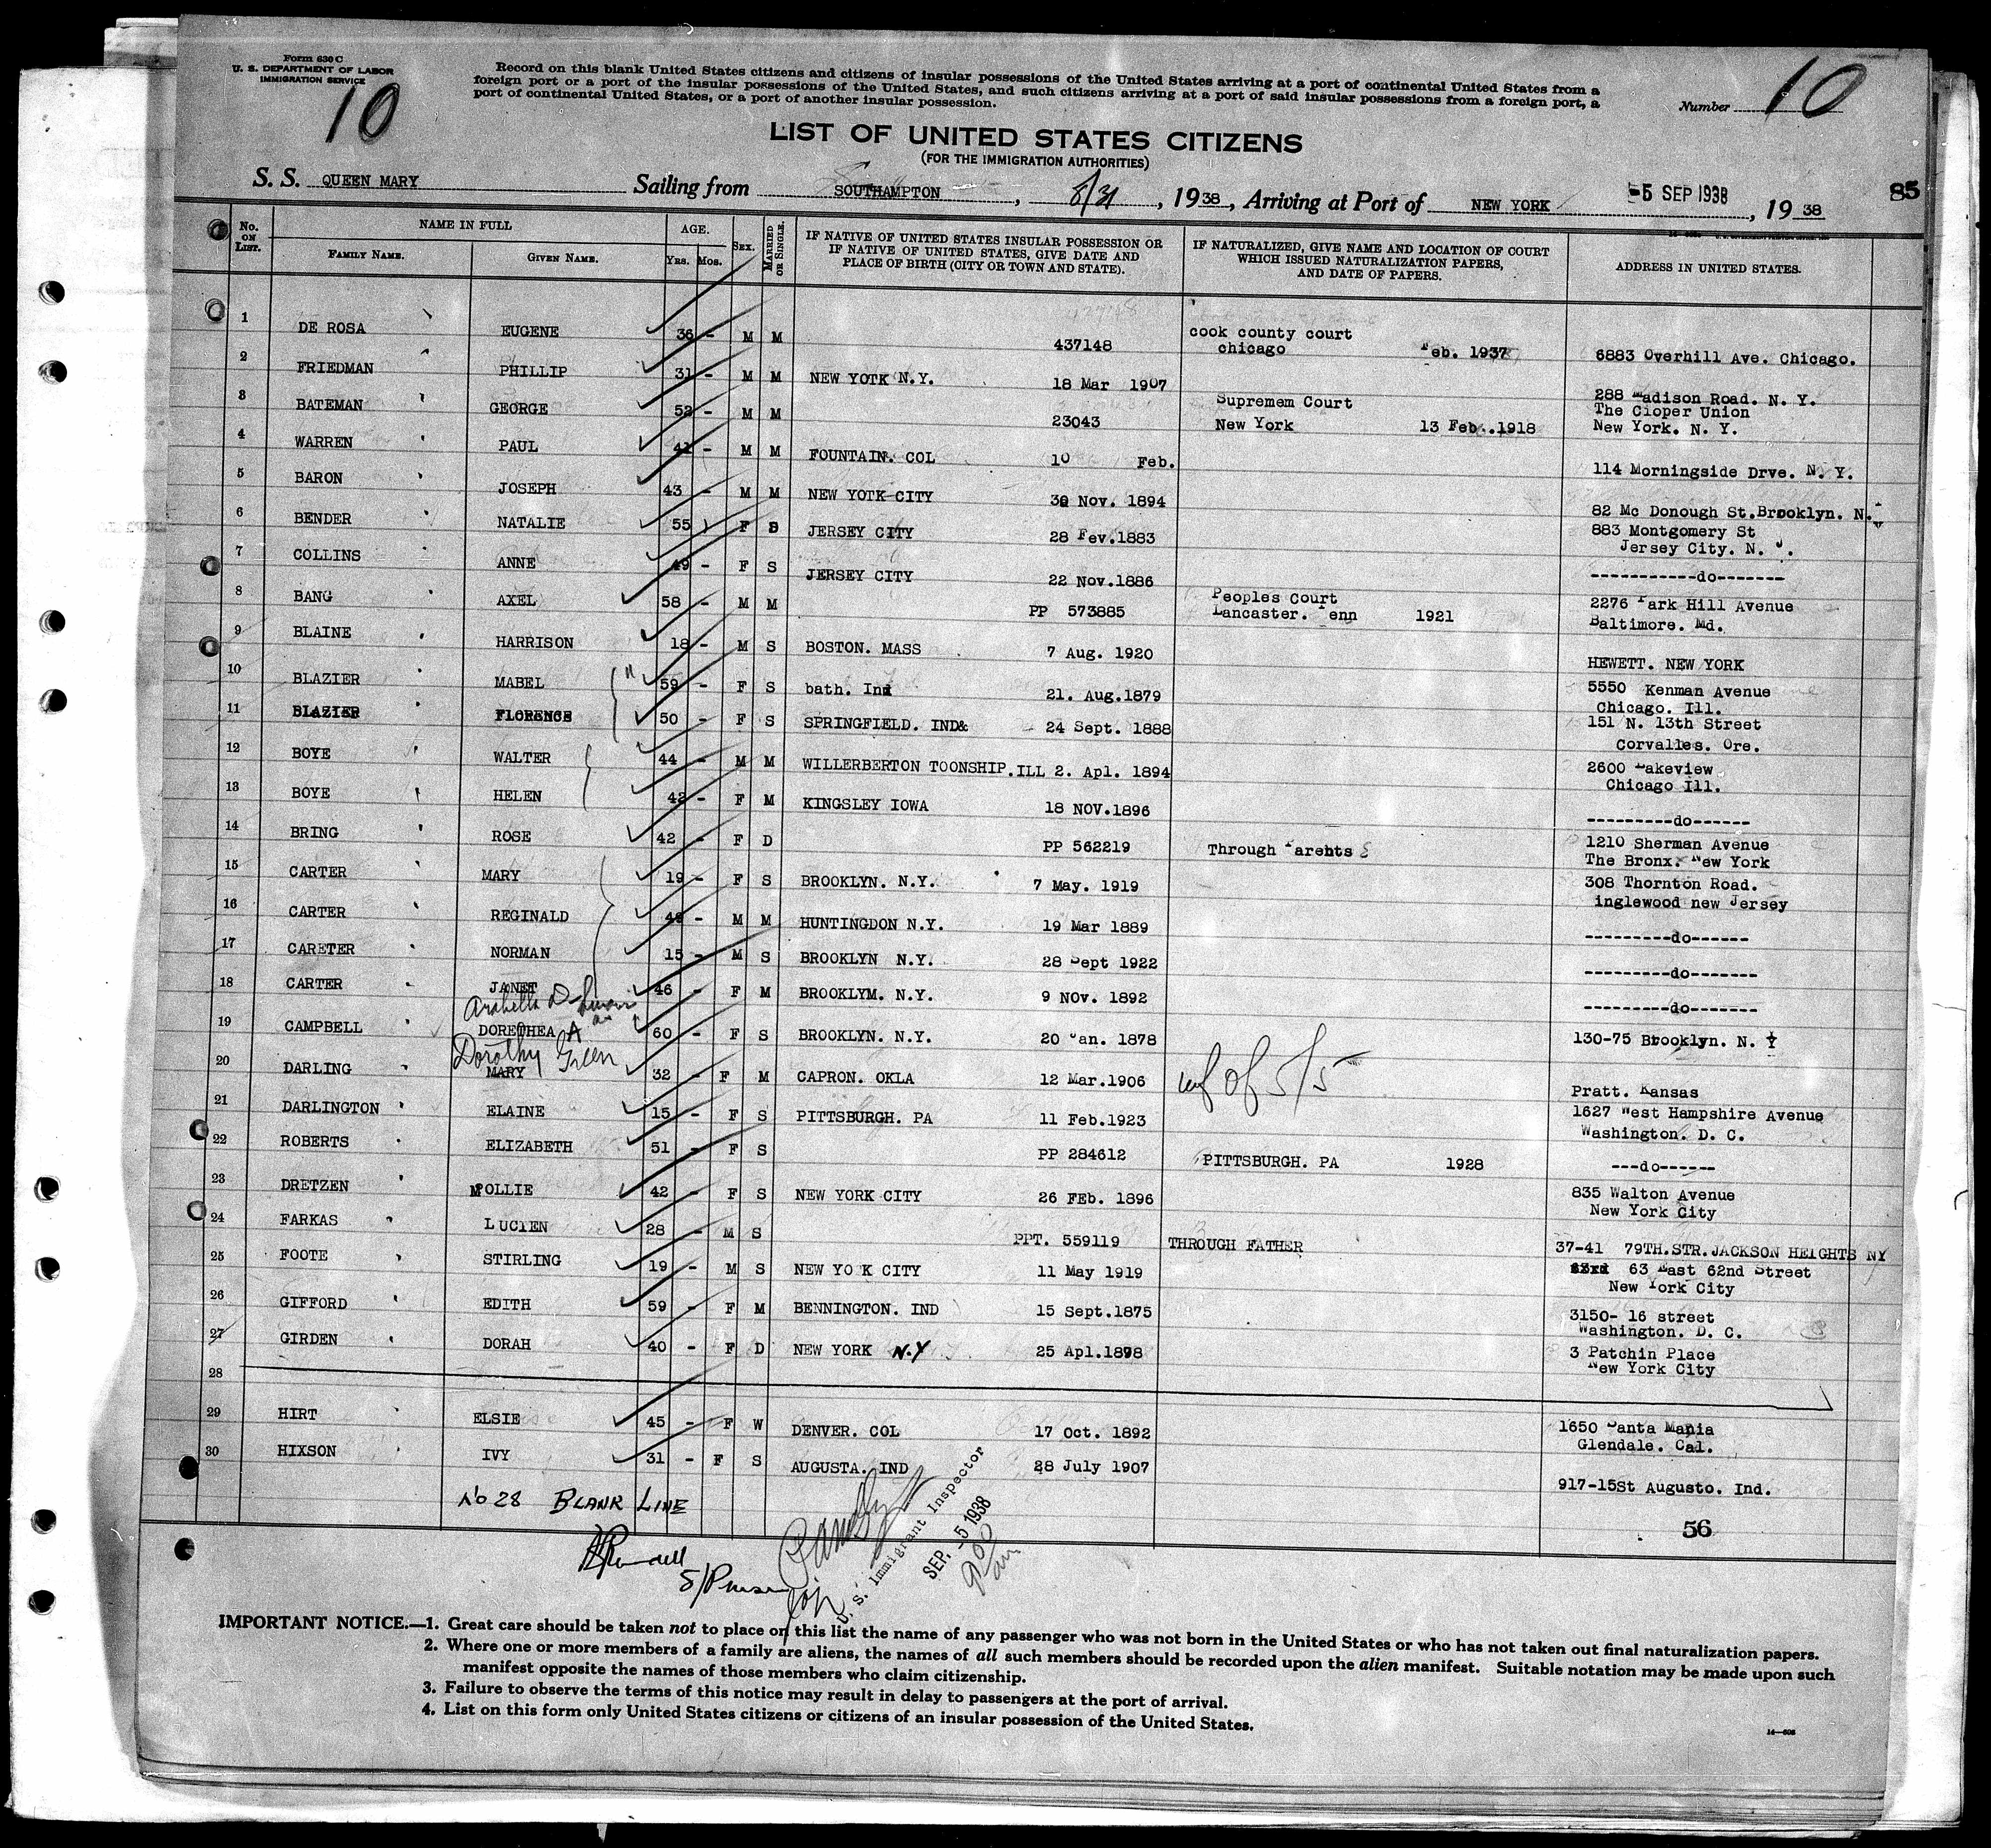 Form 630 C
U. S. DEPARTMENT OF LABOR
IMMIGRATION SERVICE
10
Record on this blank United States citizens and citizens of insular possessions of the United States arriving at a port of continental United States from a
foreign port or a port of the insular possessions of the United States, and such citizens arriving at a port of said insular possessions from a foreign port, a
port of continental United States, or a port of another insular possession.
Number 10
LIST OF UNITED STATES CITIZENS
(FOR THE IMMIGRATION AUTHORITIES)
S. S. QUEEN MARY Sailing from SOUTHAMPTON, 8/31, 1938, Arriving at Port of NEW YORK -5 SEP 1938, 1938 85
No. ON LIST. NAME IN FULL FAMILY NAME. GIVEN NAME. AGE. YRS. MOS. SEX. MARRIED OR SINGLE. IF NATIVE OF UNITED STATES INSULAR POSSESSION OR IF NATIVE OF UNITED STATES, GIVE DATE AND PLACE OF BIRTH (CITY OR TOWN AND STATE). IF NATURALIZED, GIVE NAME AND LOCATION OF COURT WHICH ISSUED NATURALIZATION PAPERS, AND DATE OF PAPERS. ADDRESS IN UNITED STATES.
1 DE ROSA EUGENE 36 - M M 437148 cook county court chicago eb. 1937 6883 Overhill Ave. Chicago.
2 FRIEDMAN PHILLIP 31 - M M NEW YOTK N.Y. 18 Mar 1907 288 adison Road. N. Y.
3 BATEMAN GEORGE 52 - M M 23043 Supremem Court New York 13 Feb..1918 The Cioper Union New York. N. Y.
4 WARREN PAUL 41 - M M FOUNTAIN. COL 10 Feb. 114 Morningside Drve. N. Y.
5 BARON JOSEPH 43 - M M NEW YOTK CITY 30 Nov. 1894 82 Mc Donough St.Brooklyn. N.
6 BENDER NATALIE 55 F S JERSEY CITY 28 Fev.1883 883 Montgomery St Jersey City. N. J.
7 COLLINS ANNE 49 - F S JERSEY CITY 22 Nov.1886 -----------do-------
8 BANG AXEL 58 - M M PP 573885 Peoples Court Lancaster. enn 1921 2276 ark Hill Avenue Baltimore. Md.
9 BLAINE HARRISON 18 - M S BOSTON. MASS 7 Aug. 1920 HEWETT. NEW YORK
10 BLAZIER MABEL 59 - F S bath. Ind 21. Aug.1879 5550 Kenman Avenue Chicago. Ill.
11 BLAZIER FLORENCE 50 - F S SPRINGFIELD. IND& 24 Sept. 1888 151 N. 13th Street Corvalles. Ore.
12 BOYE WALTER 44 - M M WILLERBERTON TOONSHIP.ILL 2. Apl. 1894 2600 akeview Chicago Ill.
13 BOYE HELEN 42 - F M KINGSLEY IOWA 18 NOV.1896 ---------do------
14 BRING ROSE 42 - F D PP 562219 Through arents 1210 Sherman Avenue The Bronx. New York
15 CARTER MARY 19 - F S BROOKLYN. N.Y. 7 May. 1919 308 Thornton Road. inglewood new Jersey
16 CARTER REGINALD 49 - M M HUNTINGDON N.Y. 19 Mar 1889 ---------do------
17 CARETER NORMAN 15 - M S BROOKLYN N.Y. 28 Sept 1922 ---------do-------
18 CARTER JANET 46 - F M BROOKLYM. N.Y. 9 NOV. 1892 ---------do-------
Arabella D
19 CAMPBELL DORETHEA A 60 - F S BROOKLYN. N.Y. 20 Jan. 1878 130-75 Brooklyn. N. Y
Dorothy Green
20 DARLING MARY 32 - F M CAPRON. OKLA 12 Mar.1906 wf of 5/5 Pratt. Kansas
21 DARLINGTON ELAINE 15 - F S PITTSBURGH. PA 11 Feb.1923 1627 West Hampshire Avenue Washington. D. C.
22 ROBERTS ELIZABETH 51 - F S PP 284612 PITTSBURGH. PA 1928 ---do------
23 DRETZEN MOLLIE 42 - F S NEW YORK CITY 26 FEb. 1896 835 Walton Avenue New York City
24 FARKAS LUCIEN 28 - M S PPT. 559119 THROUGH FATHER 37-41 79TH.STR.JACKSON HEIGHTS NY
25 FOOTE STIRLING 19 - M S NEW YO K CITY 11 May 1919 63 East 62nd Street New York City
26 GIFFORD EDITH 59 - F M BENNINGTON. IND 15 Sept.1875 3150- 16 street Washington. D. C.
27 GIRDEN DORAH 40 - F D NEW YORK N.Y 25 Apl.1898 3 Patchin Place New York City
28
29 HIRT ELSIE 45 - F W DENVER. COL 17 Oct. 1892 1650 Santa Mania Glendale. Cal.
30 HIXSON IVY 31 - F S AUGUSTA. IND 28 July 1907 917-15St Augusto. Ind.
No 28 BLANK LINE
56
S/Purser
U. S. Immigrant Inspector
SEP. -5 1938
900 am
IMPORTANT NOTICE.—1. Great care should be taken not to place on this list the name of any passenger who was not born in the United States or who has not taken out final naturalization papers.
2. Where one or more members of a family are aliens, the names of all such members should be recorded upon the alien manifest. Suitable notation may be made upon such
manifest opposite the names of those members who claim citizenship.
3. Failure to observe the terms of this notice may result in delay to passengers at the port of arrival.
4. List on this form only United States citizens or citizens of an insular possession of the United States.